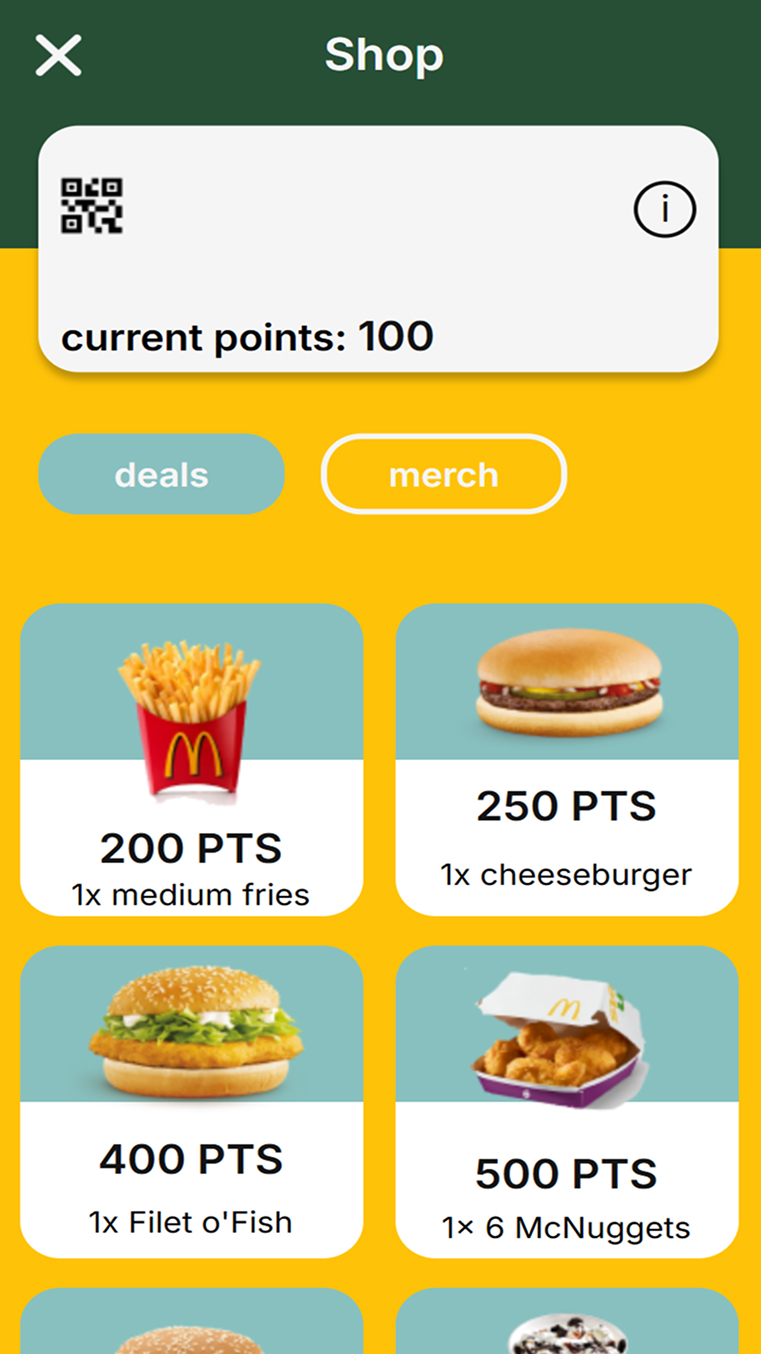 Shop
i
current points: 100
deals
merch
200 PTS
1x medium fries
250 PTS
1x cheeseburger
400 PTS
1x Filet o'Fish
500 PTS
1× 6 McNuggets